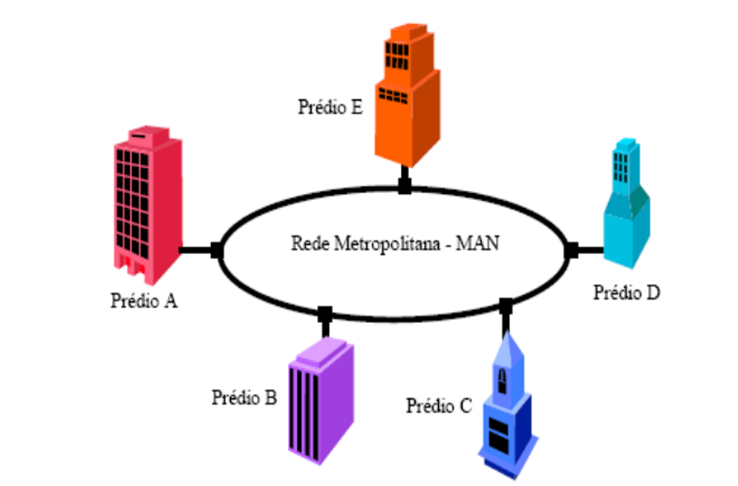 Prédio E
Rede Metropolitana - MAN
Prédio A
Prédio D
Prédio B
Prédio C